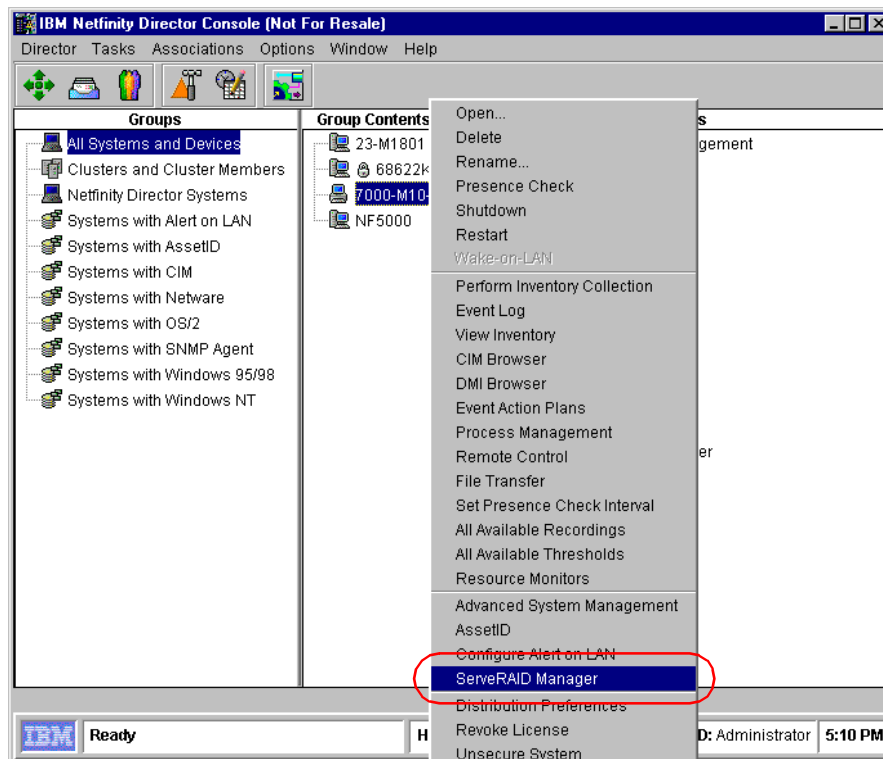 IBM Netfinity Director Console (Not For Resale)
Director Tasks Associations Options Window Help
Groups
All Systems and Devices
Clusters and Cluster Members
Netfinity Director Systems
Systems with Alert on LAN
Systems with AssetID
Systems with CIM
Systems with Netware
Systems with OS/2
Systems with SNMP Agent
Systems with Windows 95/98
Systems with Windows NT
Group Contents
23-M1801
68622k
7000-M10-
NF5000
s
gement
er
Open...
Delete
Rename...
Presence Check
Shutdown
Restart
Wake-on-LAN
Perform Inventory Collection
Event Log
View Inventory
CIM Browser
DMI Browser
Event Action Plans
Process Management
Remote Control
File Transfer
Set Presence Check Interval
All Available Recordings
All Available Thresholds
Resource Monitors
Advanced System Management
AssetID
Configure Alert on LAN
ServeRAID Manager
Distribution Preferences
Revoke License
Unsecure System
IBM Ready H D: Administrator 5:10 PM